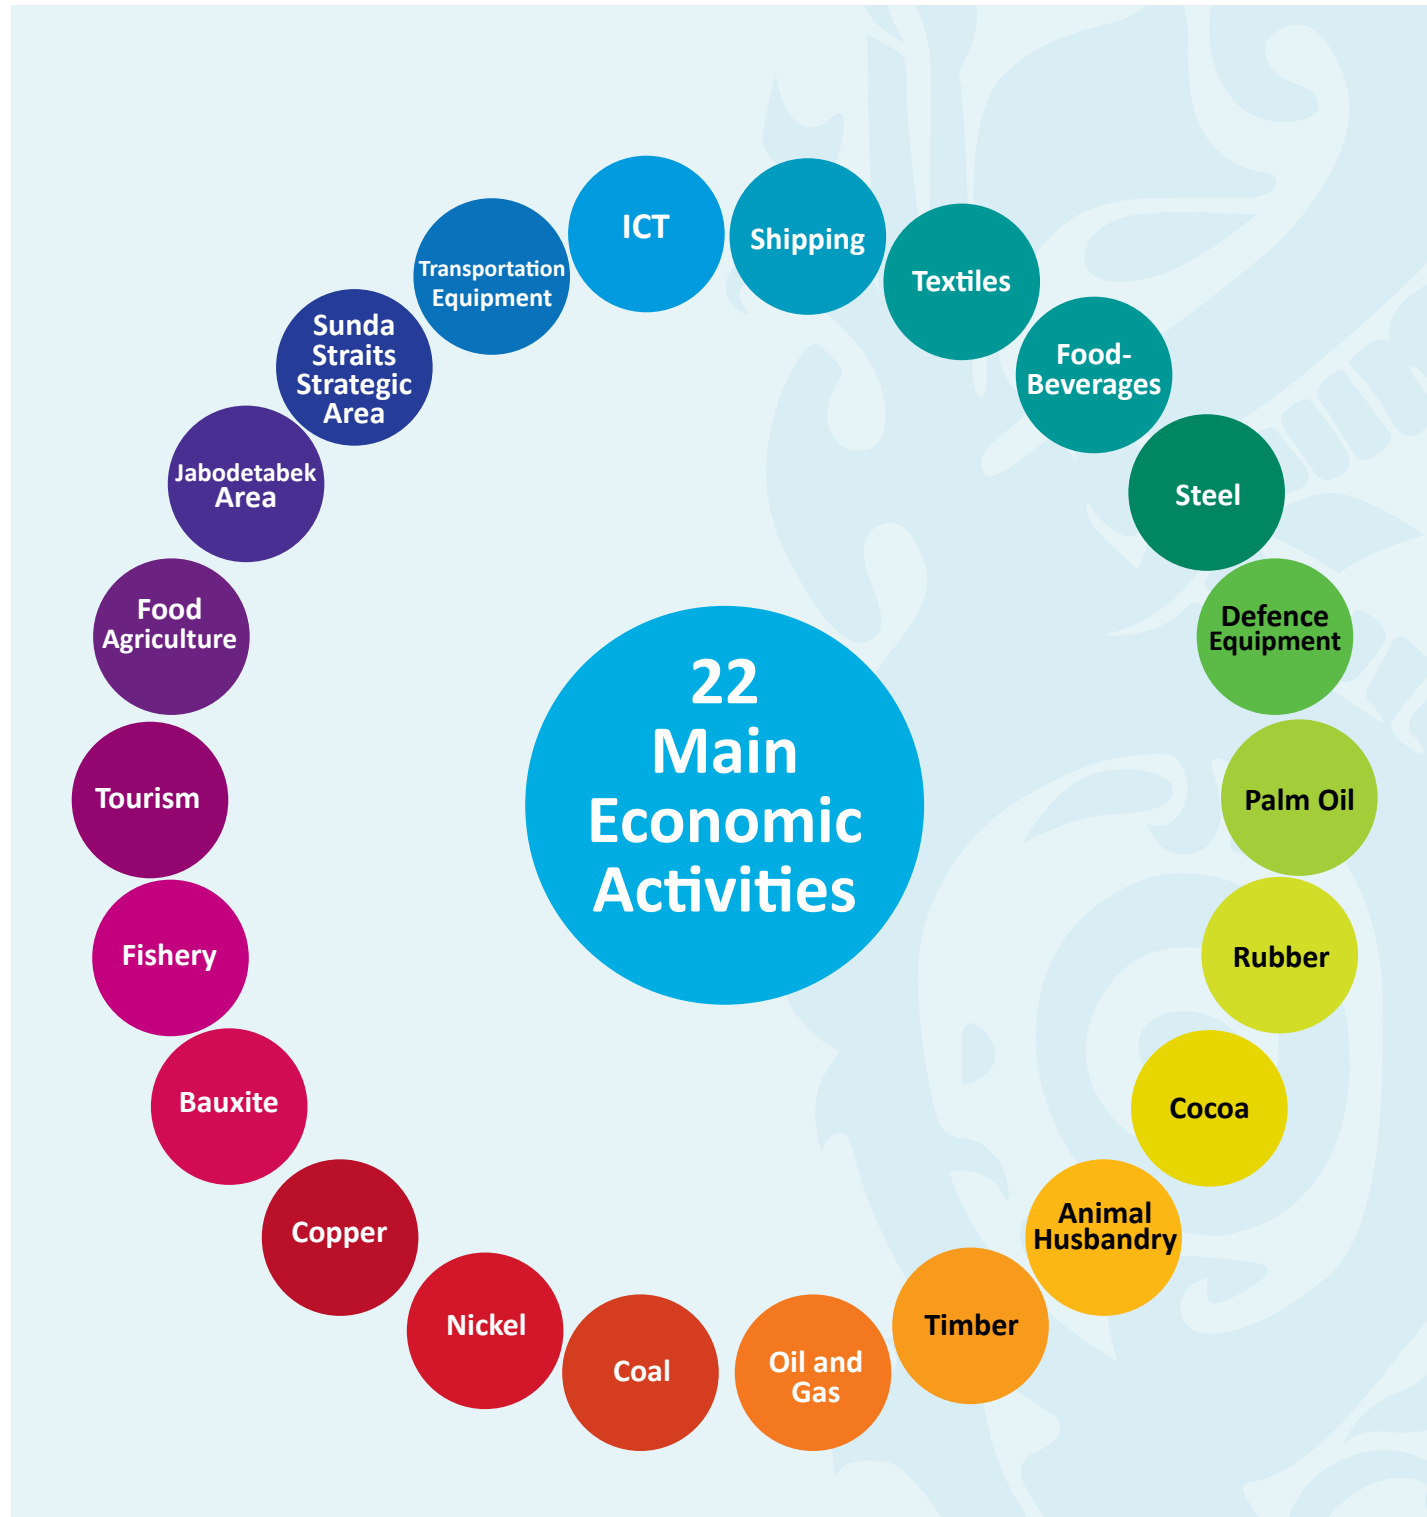 ICT
Shipping
Textiles
Food-
Beverages
Steel
Defence
Equipment
Palm Oil
Rubber
Cocoa
Animal
Husbandry
Timber
Oil and
Gas
Coal
Nickel
Copper
Bauxite
Fishery
Tourism
Food
Agriculture
Jabodetabek
Area
Sunda
Straits
Strategic
Area
Transportation
Equipment
22
Main
Economic
Activities